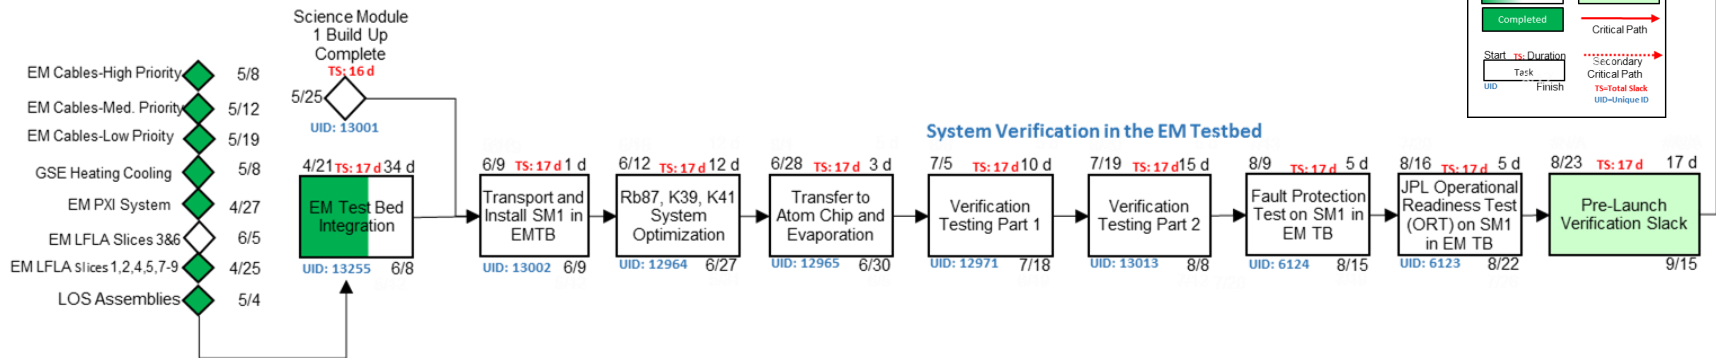 Science Module
1 Build Up
Complete
TS: 16 d
5/25
UID: 13001
EM Cables-High Priority
5/8
EM Cables-Med. Priority
5/12
EM Cables-Low Prioity
5/19
GSE Heating Cooling
5/8
EM PXI System
4/27
EM LFLA Slices 3&6
6/5
EM LFLA Slices 1,2,4,5,7-9
4/25
LOS Assemblies
5/4
4/21 TS: 17 d 34 d
EM Test Bed
Integration
UID: 13255 6/8
6/9 TS: 17 d 1 d
Transport and
Install SM1 in
EMTB
UID: 13002 6/9
6/12 TS: 17 d 12 d
Rb87, K39, K41
System
Optimization
UID: 12964 6/27
6/28 TS: 17 d 3 d
Transfer to
Atom Chip and
Evaporation
UID: 12965 6/30
System Verification in the EM Testbed
7/5 TS: 17 d 10 d
Verification
Testing Part 1
UID: 12971 7/18
7/19 TS: 17 d 15 d
Verification
Testing Part 2
UID: 13013 8/8
8/9 TS: 17 d 5 d
Fault Protection
Test on SM1 in
EM TB
UID: 6124 8/15
8/16 TS: 17 d 5 d
JPL Operational
Readiness Test
(ORT) on SM1
in EM TB
UID: 6123 8/22
8/23 TS: 17 d 17 d
Pre-Launch
Verification Slack
9/15
Completed
Critical Path
Start TS: Duration
Task
UID Finish
Secondary
Critical Path
TS=Total Slack
UID=Unique ID